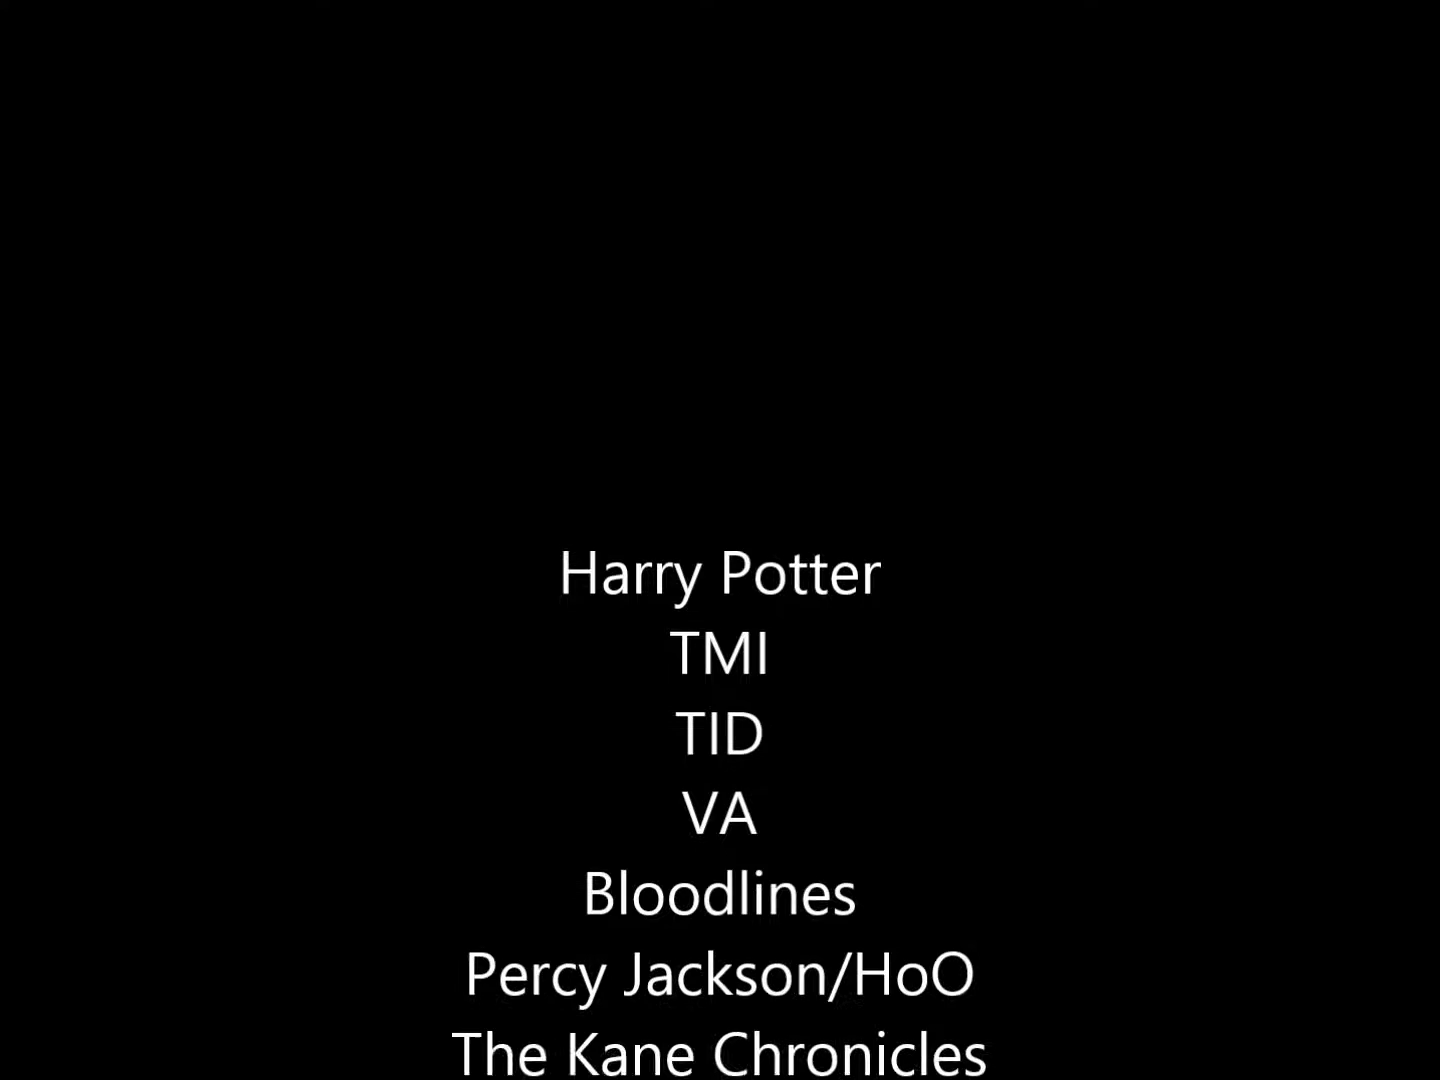 Harry Potter
TMI
TID
VA
Bloodlines
Percy Jackson/HoO
The Kane Chronicles